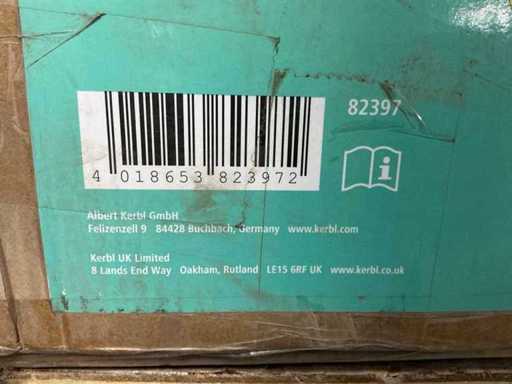 82397
4 018653 823972
Albert Kerbl GmbH
Felizenzell 9 84428 Buchbach, Germany www.kerbl.com
Kerbl UK Limited
8 Lands End Way Oakham, Rutland LE15 6RF UK www.kerbl.co.uk